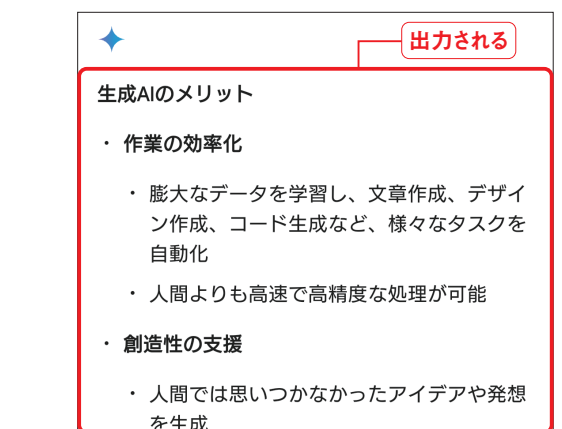 出力される
生成AIのメリット
・ 作業の効率化
・ 膨大なデータを学習し、文章作成、デザイ
ン作成、コード生成など、様々なタスクを
自動化
・ 人間よりも高速で高精度な処理が可能
・ 創造性の支援
・ 人間では思いつかなかったアイデアや発想
を生成